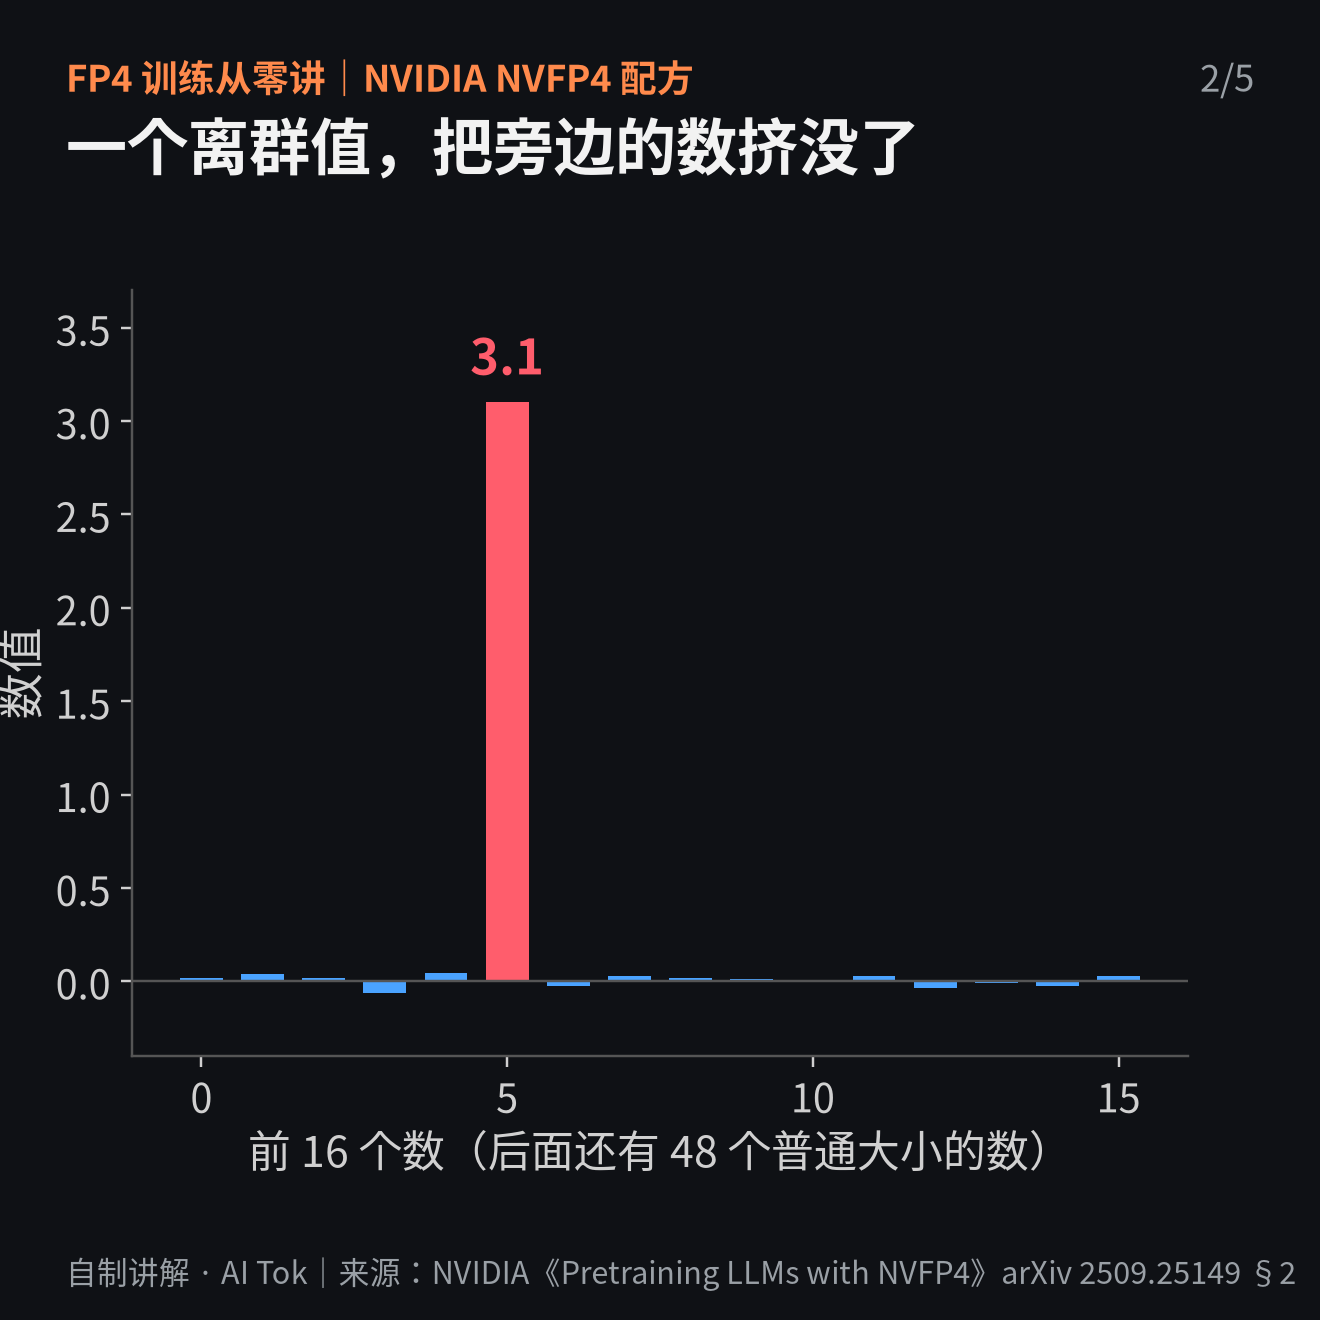 FP4 训练从零讲｜NVIDIA NVFP4 配方
2/5
一个离群值，把旁边的数挤没了
3.5
3.0
2.5
2.0
1.5
1.0
0.5
0.0
数值
3.1
0
5
10
15
前 16 个数（后面还有 48 个普通大小的数）
自制讲解 · AI Tok｜来源：NVIDIA《Pretraining LLMs with NVFP4》arXiv 2509.25149 §2